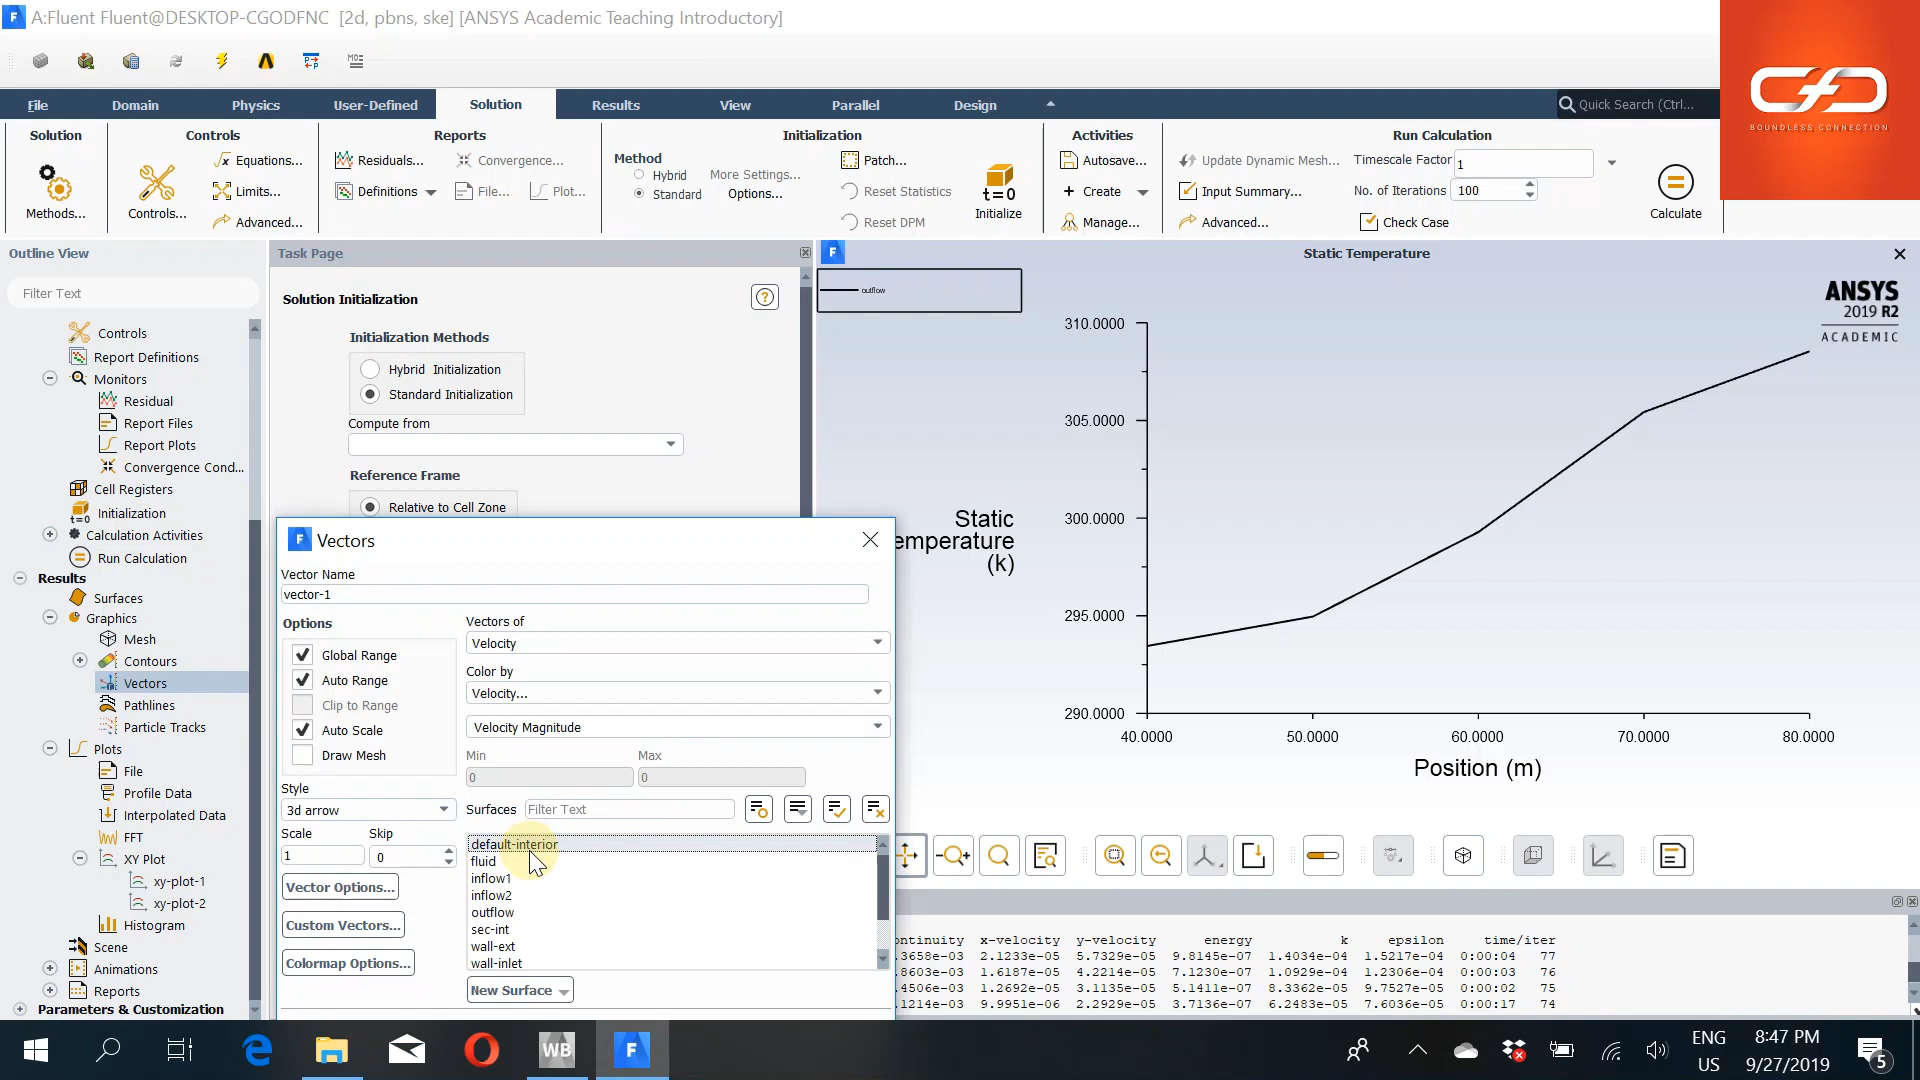 A:Fluent Fluent@DESKTOP-CGODFNC [2d, pbns, ske] [ANSYS Academic Teaching Introductory]
BOUNDLESS CONNECTION
File Domain Physics User-Defined Solution Results View Parallel Design Quick Search (Ctrl...
Solution Controls Reports Initialization Activities Run Calculation
Methods...
Controls...
Equations...
Limits...
Advanced...
Residuals... Convergence...
Definitions File... Plot...
Method
Hybrid More Settings...
Standard Options...
Patch...
Reset Statistics
Reset DPM
t=0
Initialize
Autosave...
Create
Manage...
Update Dynamic Mesh... Timescale Factor 1
Input Summary... No. of Iterations 100
Advanced... Check Case
Calculate
Outline View
Filter Text
Controls
Report Definitions
Monitors
Residual
Report Files
Report Plots
Convergence Cond...
Cell Registers
t=0 Initialization
Calculation Activities
Run Calculation
Results
Surfaces
Graphics
Mesh
Contours
Vectors
Pathlines
Particle Tracks
Plots
File
Profile Data
Interpolated Data
FFT
XY Plot
xy-plot-1
xy-plot-2
Histogram
Scene
Animations
Reports
Parameters & Customization
Task Page
Solution Initialization
Initialization Methods
Hybrid Initialization
Standard Initialization
Compute from
Reference Frame
Relative to Cell Zone
Vectors
Vector Name
vector-1
Options
Global Range
Auto Range
Clip to Range
Auto Scale
Draw Mesh
Style
3d arrow
Scale Skip
1 0
Vector Options...
Custom Vectors...
Colormap Options...
Vectors of
Velocity
Color by
Velocity...
Velocity Magnitude
Min Max
0 0
Surfaces Filter Text
default-interior
fluid
inflow1
inflow2
outflow
sec-int
wall-ext
wall-inlet
New Surface
Static Temperature
outflow
ANSYS
2019 R2
ACADEMIC
310.0000
305.0000
300.0000
295.0000
290.0000
Static
emperature
(k)
40.0000 50.0000 60.0000 70.0000 80.0000
Position (m)
ontinuity x-velocity y-velocity energy k epsilon time/iter
.3658e-03 2.1233e-05 5.7329e-05 9.8145e-07 1.4034e-04 1.5217e-04 0:00:04 77
.8603e-03 1.6187e-05 4.2214e-05 7.1230e-07 1.0929e-04 1.2306e-04 0:00:03 76
.4506e-03 1.2692e-05 3.1135e-05 5.1411e-07 8.3362e-05 9.7527e-05 0:00:02 75
.1214e-03 9.9951e-06 2.2925e-05 3.7136e-07 6.2483e-05 7.6036e-05 0:00:17 74
WB
ENG
US
8:47 PM
9/27/2019
5